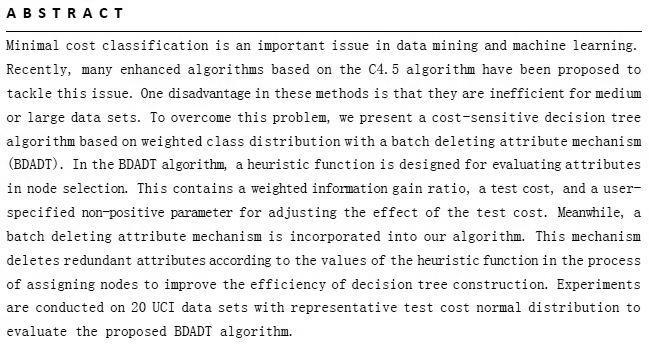 ABSTRACT
Minimal cost classification is an important issue in data mining and machine learning.
Recently, many enhanced algorithms based on the C4.5 algorithm have been proposed to
tackle this issue. One disadvantage in these methods is that they are inefficient for medium
or large data sets. To overcome this problem, we present a cost-sensitive decision tree
algorithm based on weighted class distribution with a batch deleting attribute mechanism
(BDADT). In the BDADT algorithm, a heuristic function is designed for evaluating attributes
in node selection. This contains a weighted information gain ratio, a test cost, and a user-
specified non-positive parameter for adjusting the effect of the test cost. Meanwhile, a
batch deleting attribute mechanism is incorporated into our algorithm. This mechanism
deletes redundant attributes according to the values of the heuristic function in the process
of assigning nodes to improve the efficiency of decision tree construction. Experiments
are conducted on 20 UCI data sets with representative test cost normal distribution to
evaluate the proposed BDADT algorithm.